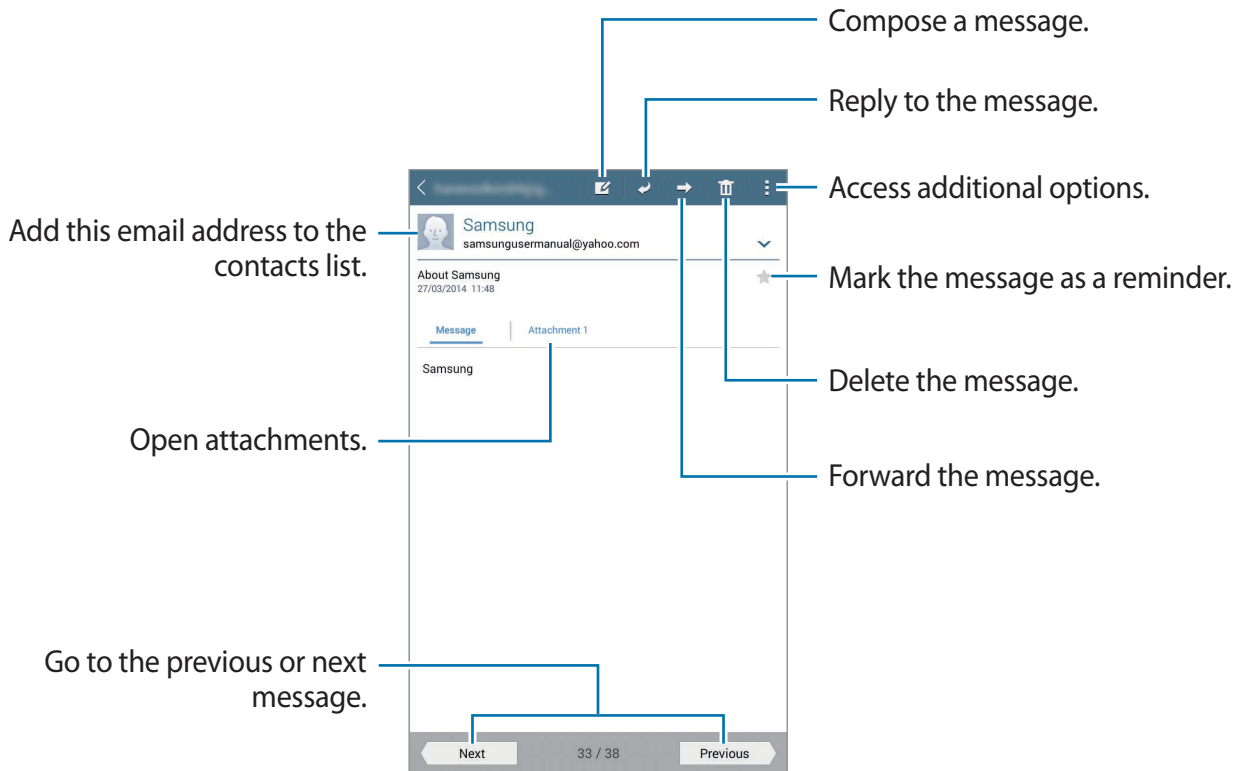 Compose a message.
Reply to the message.
Access additional options.
Add this email address to the
contacts list.
Samsung
samsungusermanual@yahoo.com
About Samsung
27/03/2014 11:48
Mark the message as a reminder.
Message
Attachment 1
Samsung
Delete the message.
Open attachments.
Forward the message.
Go to the previous or next
message.
Next
33 / 38
Previous